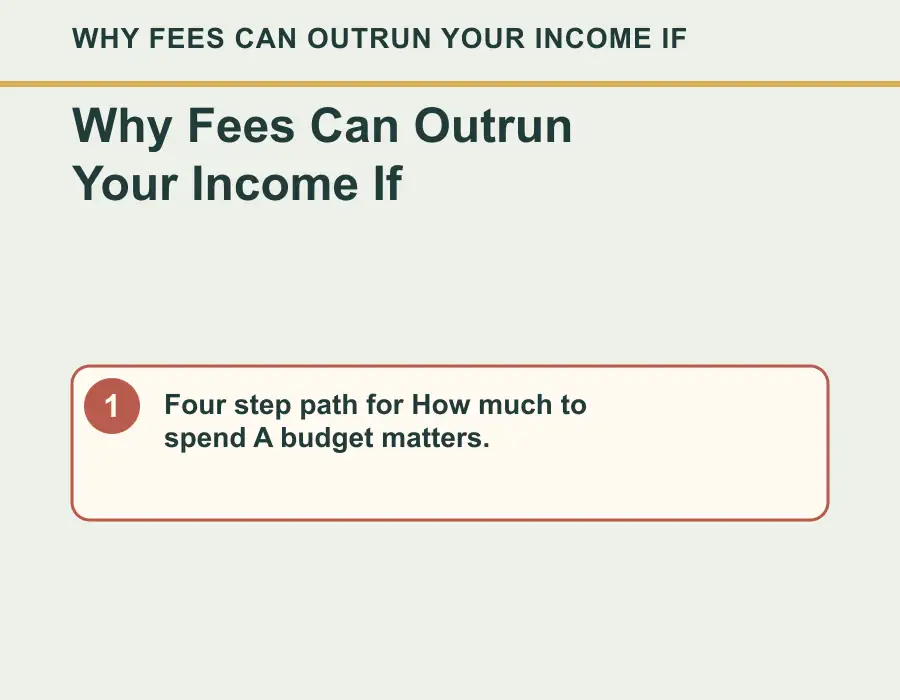 WHY FEES CAN OUTRUN YOUR INCOME IF
Why Fees Can Outrun
Your Income If
1
Four step path for How much to
spend A budget matters.